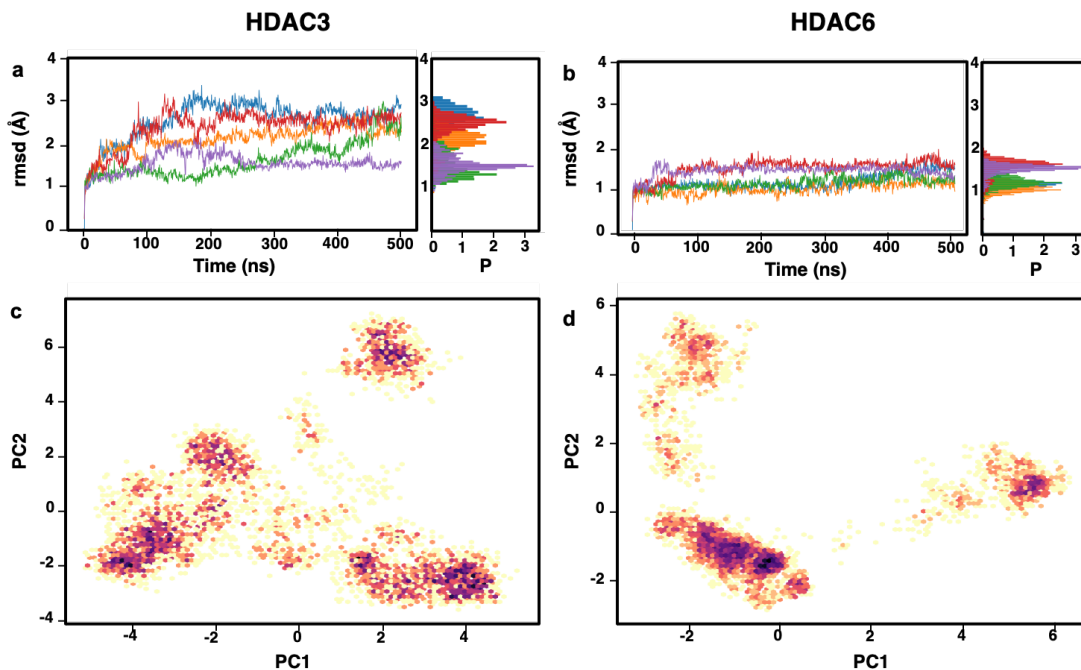 HDAC3 HDAC6
a b
4 4 4 4
3 3 3 3
2 2 2 2
1 1 1 1
0 0
rmsd (Å) rmsd (Å)
0 100 200 300 400 500 0 1 2 3 0 100 200 300 400 500 0 1 2 3
Time (ns) P Time (ns) P
c d
6 6
4 4
2 2
0 0
-2 -2
-4
PC2 PC2
-4 -2 0 2 4 -2 0 2 4 6
PC1 PC1